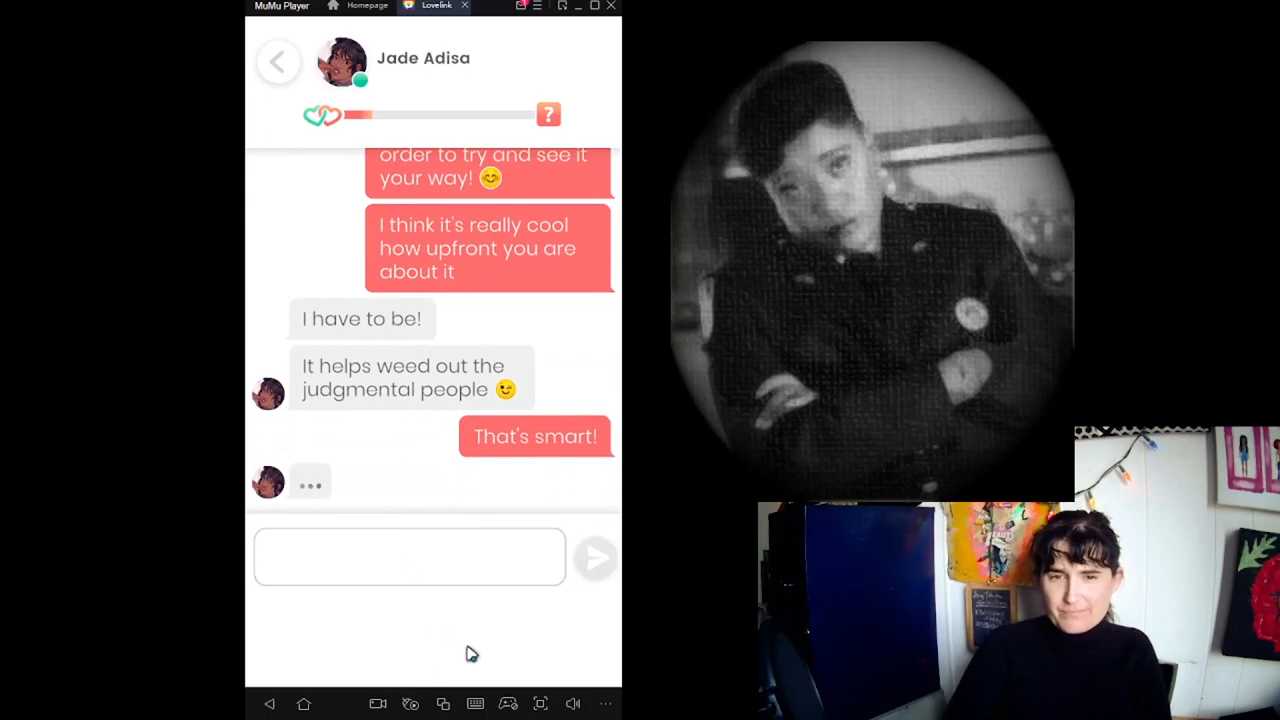 MuMu Player
Homepage
Lovelink
Jade Adisa
?
order to try and see it
your way! 😊
I think it's really cool
how upfront you are
about it
I have to be!
It helps weed out the
judgmental people 😉
That's smart!
...